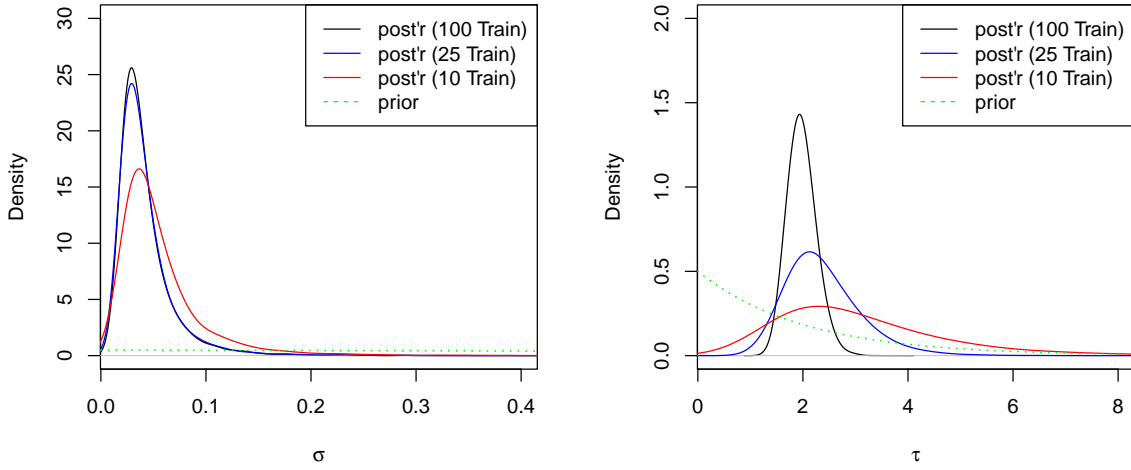 post'r (100 Train)
post'r (25 Train)
post'r (10 Train)
prior
30
25
20
15
10
5
0
Density
0.0
0.1
0.2
0.3
0.4
σ
post'r (100 Train)
post'r (25 Train)
post'r (10 Train)
prior
2.0
1.5
1.0
0.5
0.0
Density
0
2
4
6
8
τ